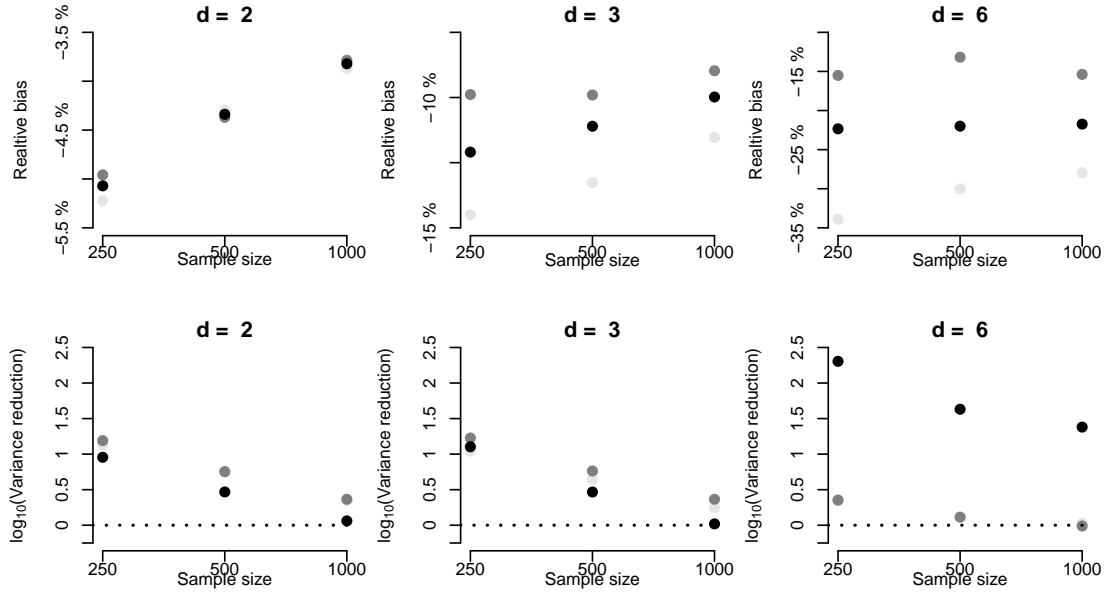 d = 2
Realtive bias
−3.5 %
−4.5 %
−5.5 %
250
500
1000
Sample size
d = 3
Realtive bias
−10 %
−15 %
250
500
1000
Sample size
d = 6
Realtive bias
−15 %
−25 %
−35 %
250
500
1000
Sample size
d = 2
log10(Variance reduction)
2.5
2
1.5
1
0.5
0
250
500
1000
Sample size
d = 3
log10(Variance reduction)
2.5
2
1.5
1
0.5
0
250
500
1000
Sample size
d = 6
log10(Variance reduction)
2.5
2
1.5
1
0.5
0
250
500
1000
Sample size